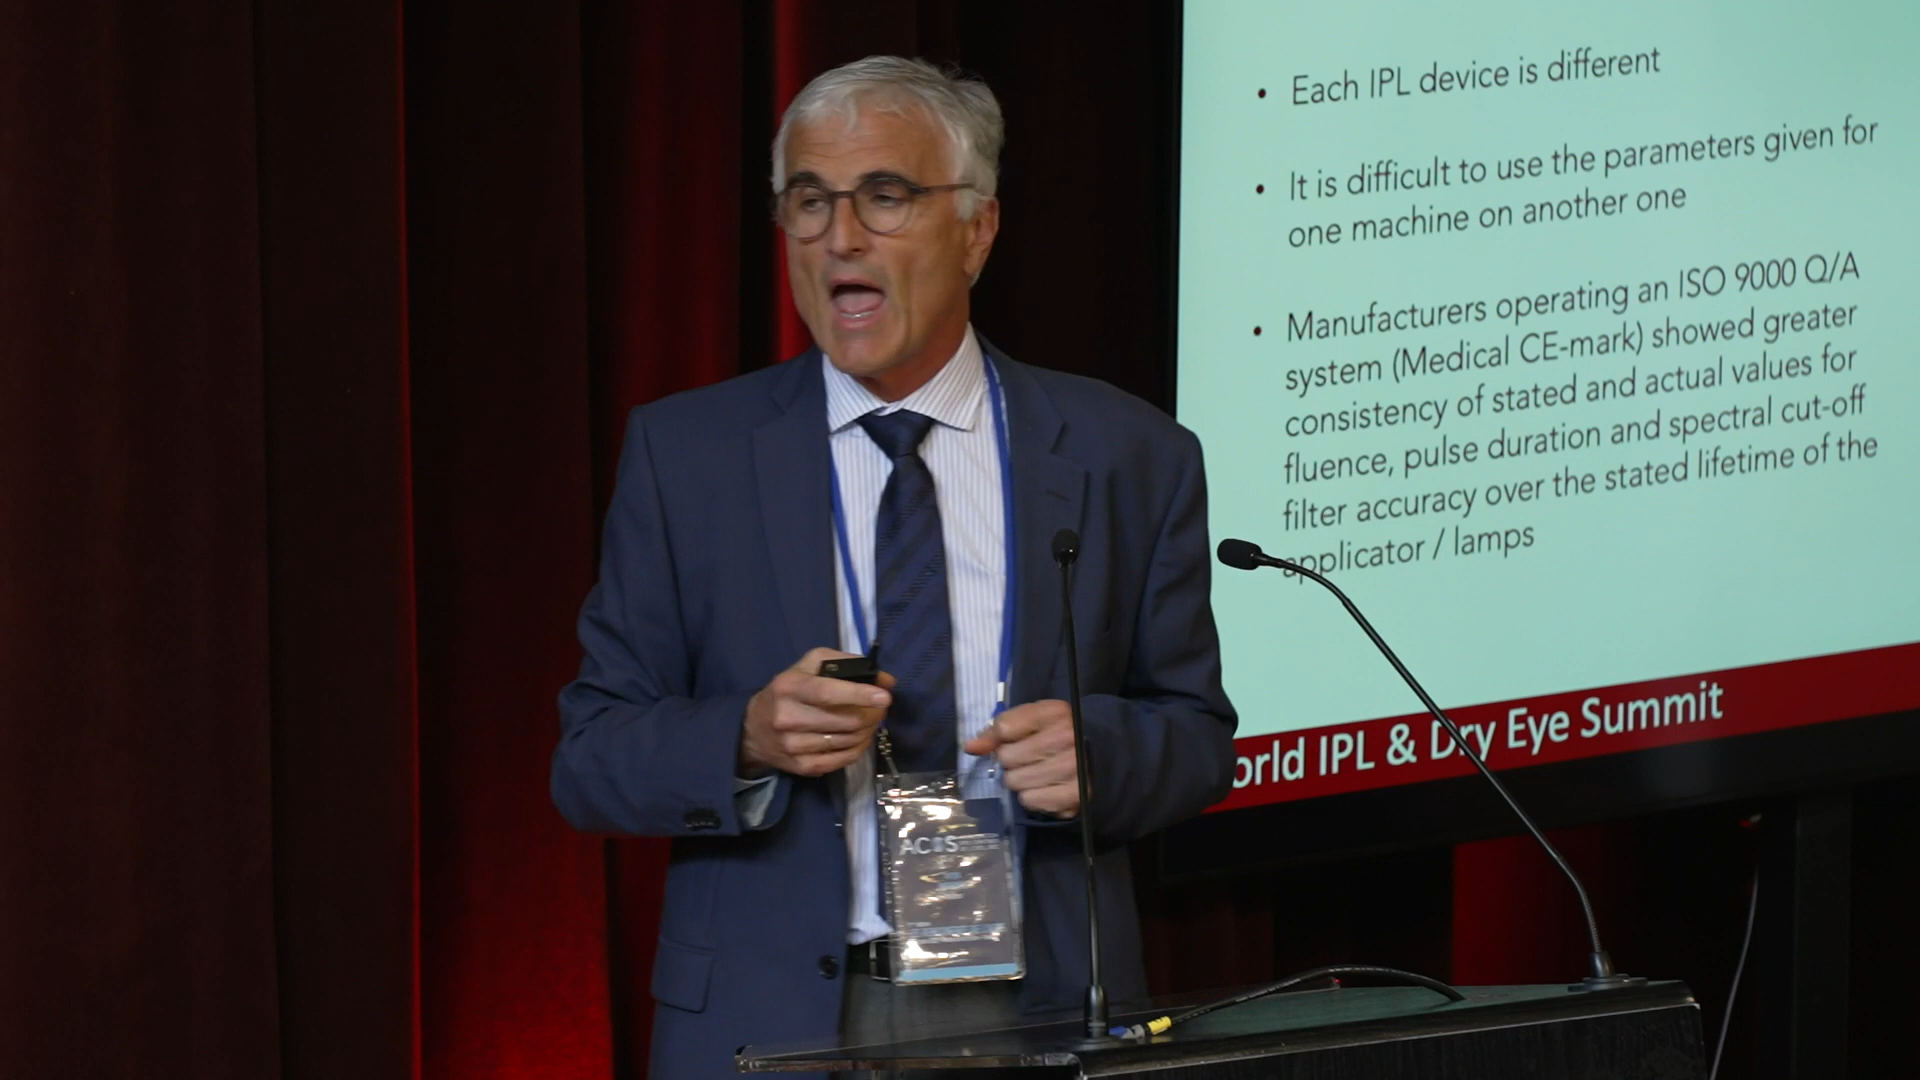 • Each IPL device is different
• It is difficult to use the parameters given for
one machine on another one
• Manufacturers operating an ISO 9000 Q/A
system (Medical CE-mark) showed greater
consistency of stated and actual values for
fluence, pulse duration and spectral cut-off
filter accuracy over the stated lifetime of the
applicator / lamps
orld IPL & Dry Eye Summit